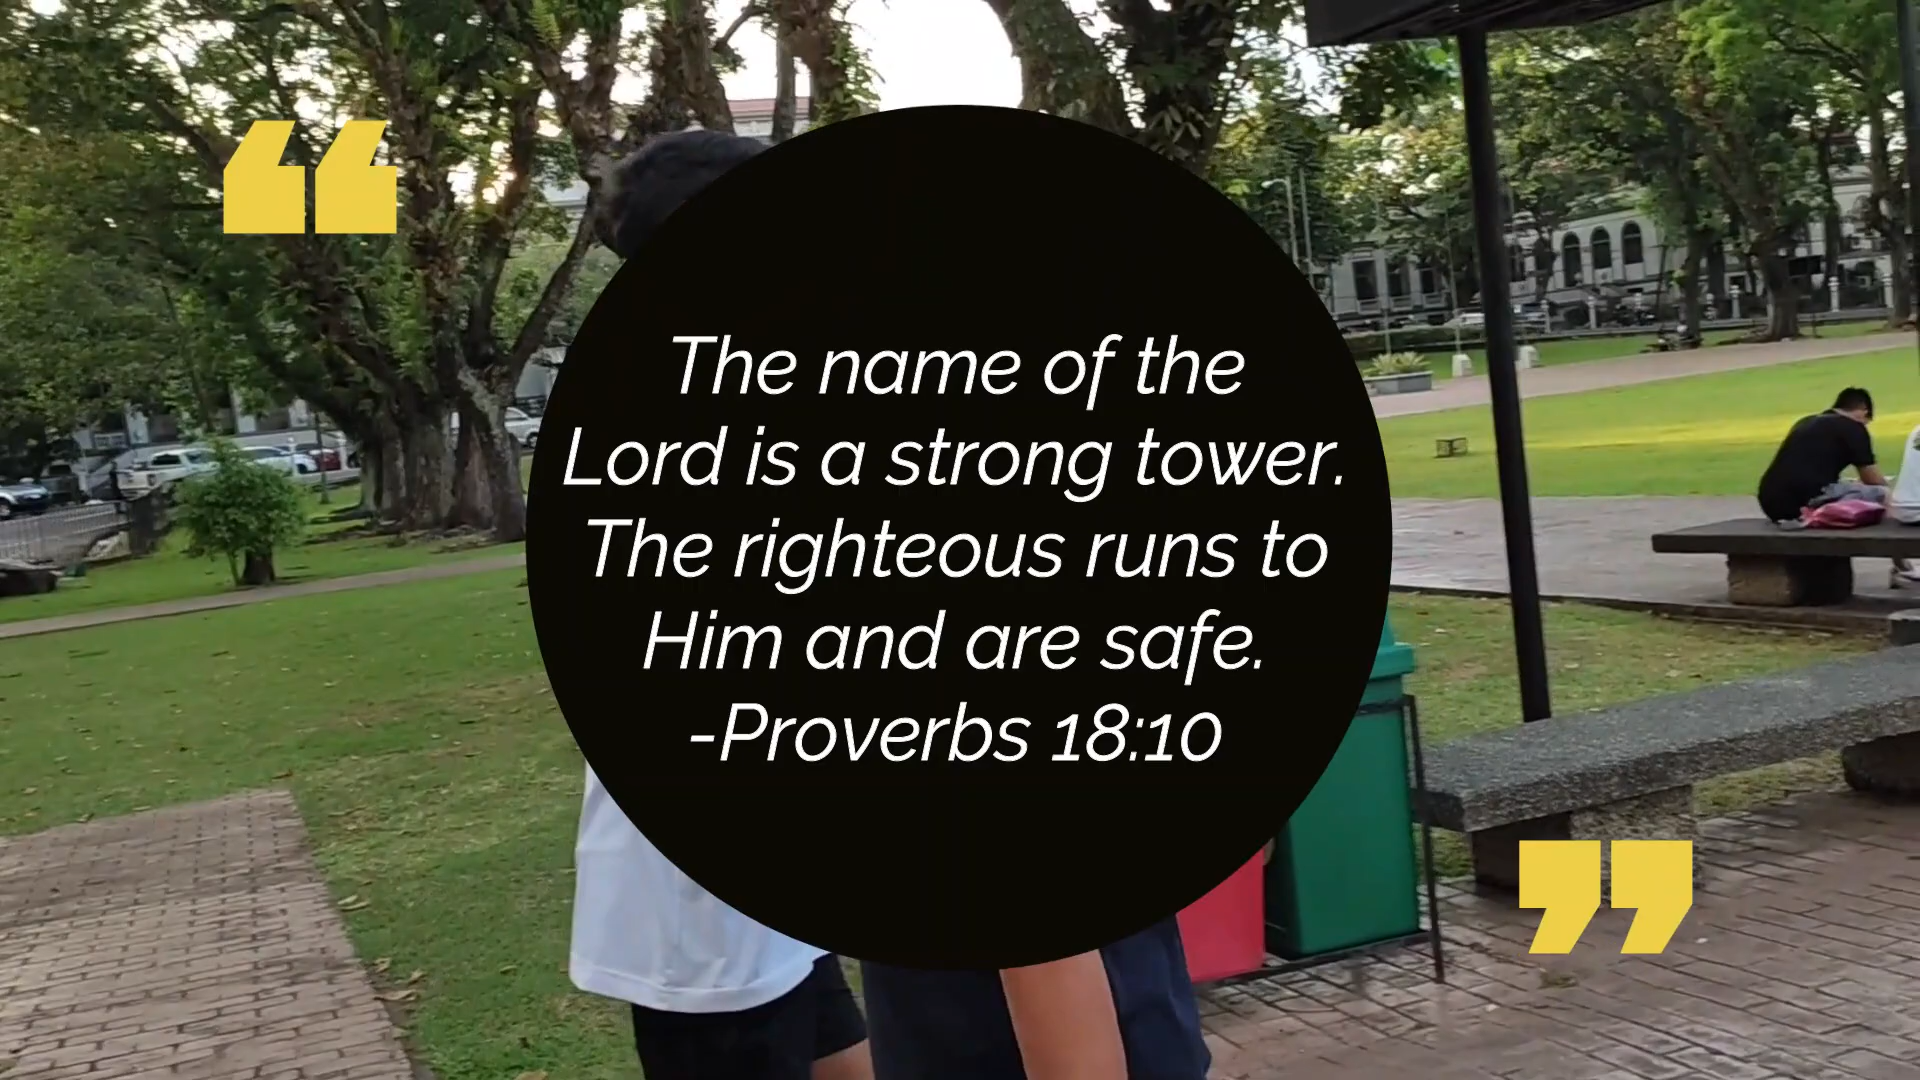 The name of the
Lord is a strong tower.
The righteous runs to
Him and are safe.
-Proverbs 18:10